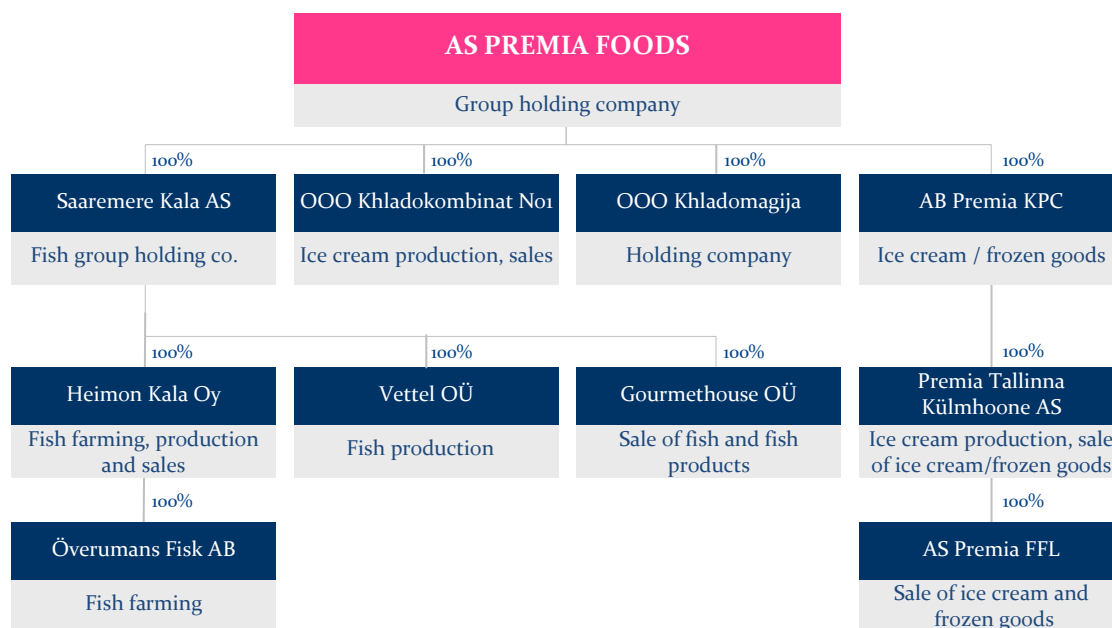 AS PREMIA FOODS
Group holding company
100%
100%
100%
100%
Saaremere Kala AS
OOO Khladokombinat No1
OOO Khladomagija
AB Premia KPC
Fish group holding co.
Ice cream production, sales
Holding company
Ice cream / frozen goods
100%
100%
100%
100%
Heimon Kala Oy
Vettel OÜ
Gourmethouse OÜ
Premia Tallinna
Külmhoone AS
Fish farming, production
and sales
Fish production
Sale of fish and fish
products
Ice cream production, sale
of ice cream/frozen goods
100%
100%
Överumans Fisk AB
AS Premia FFL
Fish farming
Sale of ice cream and
frozen goods